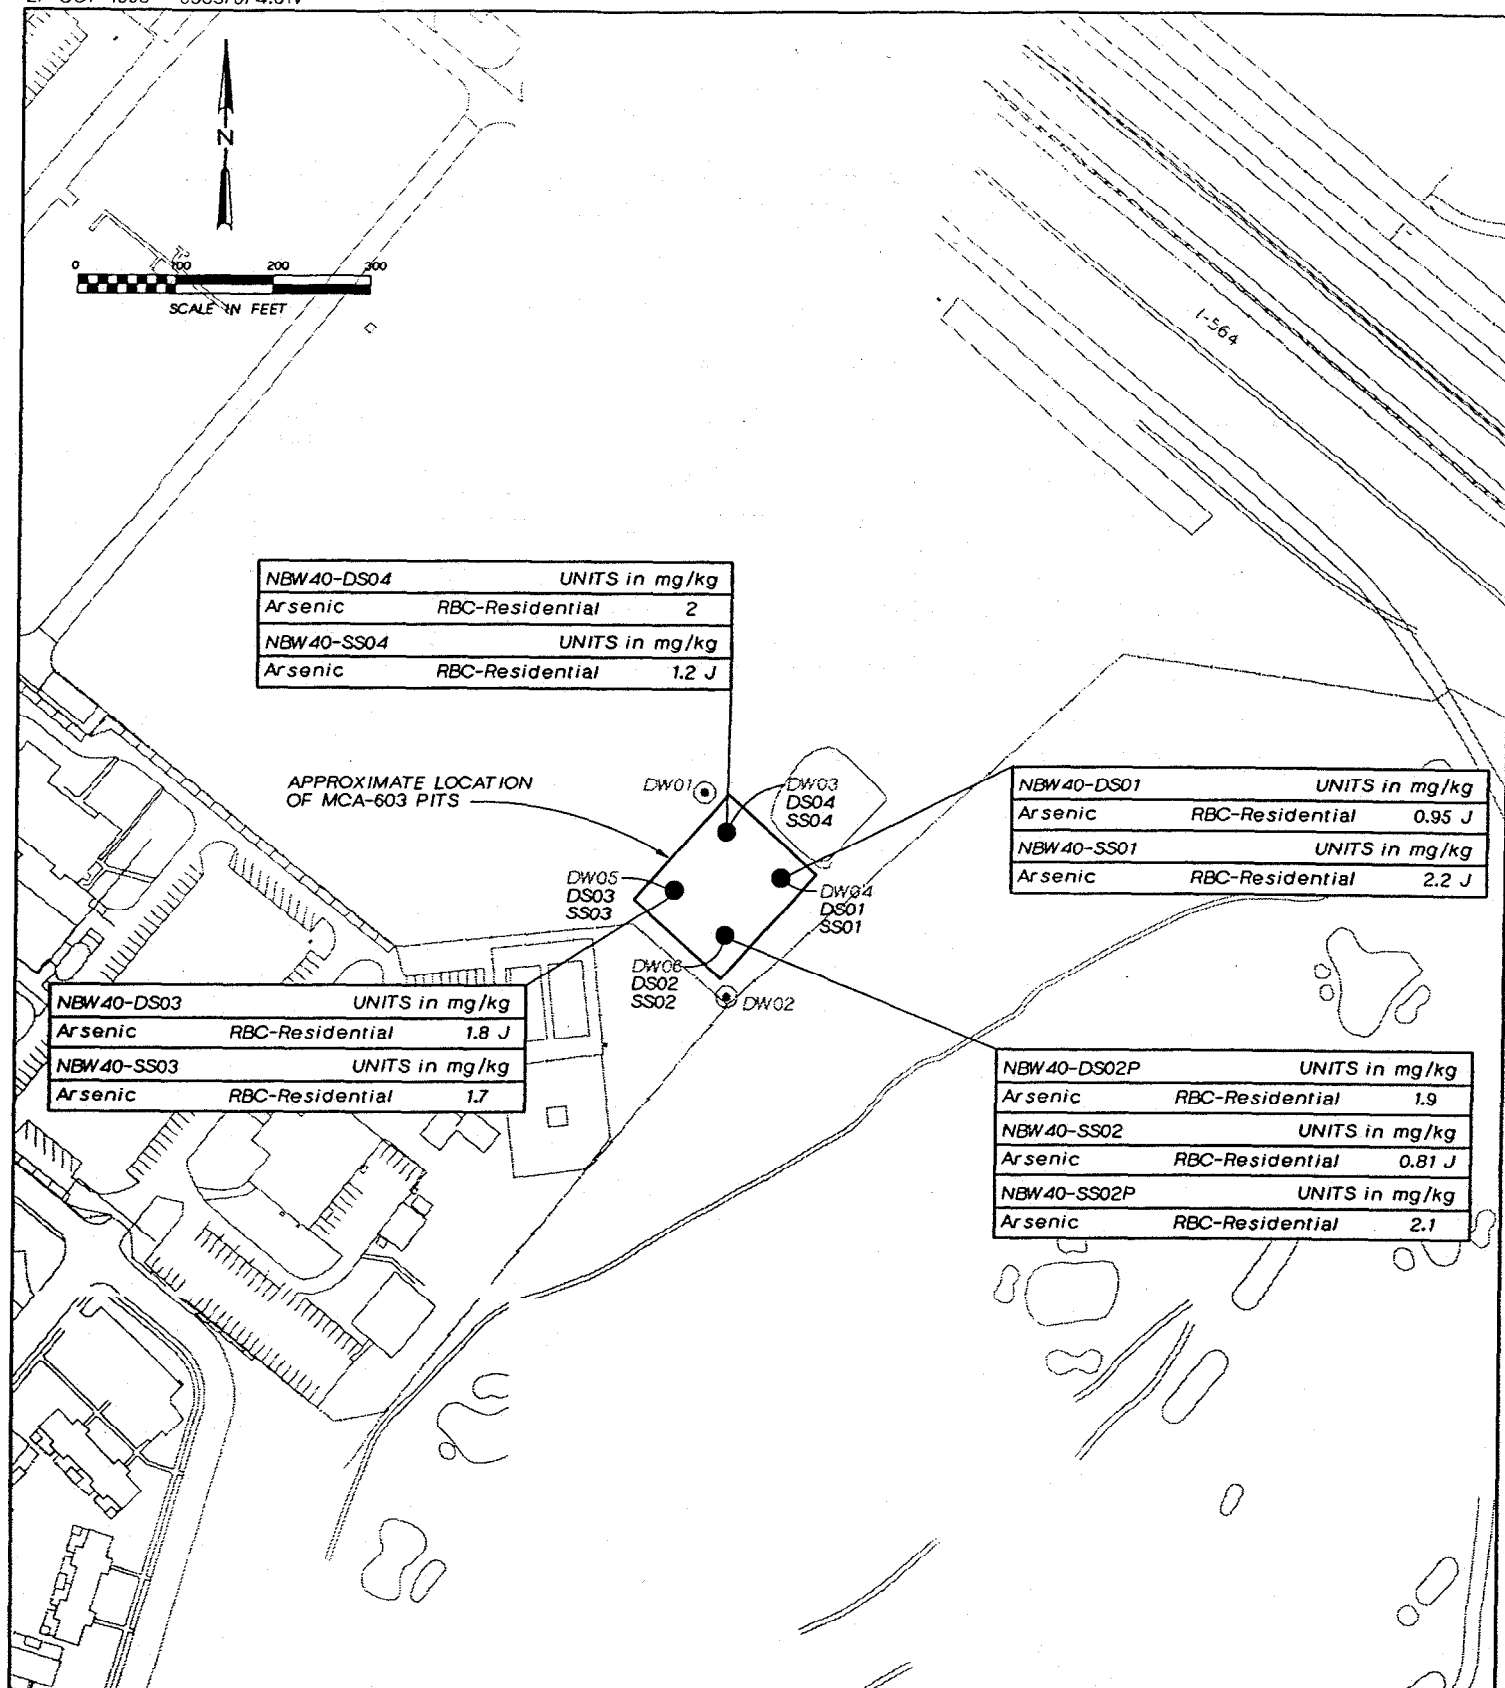 N
0 100 200 300
SCALE IN FEET
I-564
NBW40-DS04 UNITS in mg/kg
Arsenic RBC-Residential 2
NBW40-SS04 UNITS in mg/kg
Arsenic RBC-Residential 1.2 J
APPROXIMATE LOCATION
OF MCA-603 PITS
DW01
DW03
DS04
SS04
NBW40-DS01 UNITS in mg/kg
Arsenic RBC-Residential 0.95 J
NBW40-SS01 UNITS in mg/kg
Arsenic RBC-Residential 2.2 J
DW05
DS03
SS03
DW04
DS01
SS01
DW06
DS02
SS02
DW02
NBW40-DS03 UNITS in mg/kg
Arsenic RBC-Residential 1.8 J
NBW40-SS03 UNITS in mg/kg
Arsenic RBC-Residential 1.7
NBW40-DS02P UNITS in mg/kg
Arsenic RBC-Residential 1.9
NBW40-SS02 UNITS in mg/kg
Arsenic RBC-Residential 0.81 J
NBW40-SS02P UNITS in mg/kg
Arsenic RBC-Residential 2.1